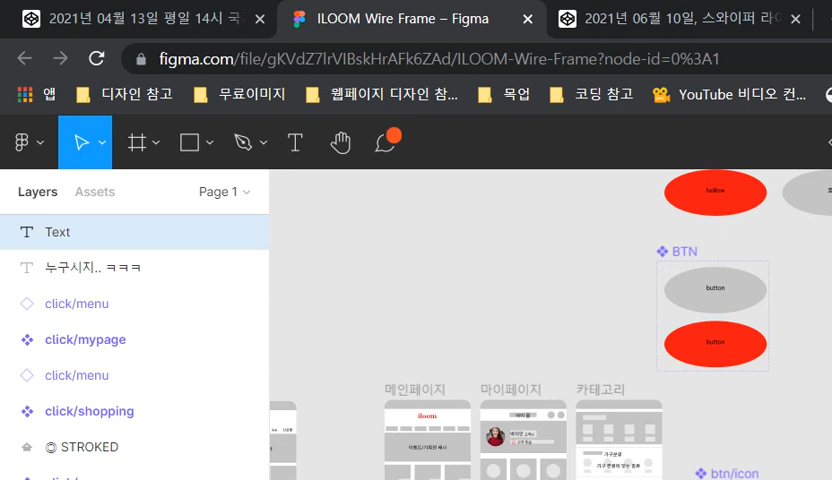 2021년 04월 13일 평일 14시 국
ILOOM Wire Frame – Figma
2021년 06월 10일, 스와이퍼 라이
figma.com/file/gKVdZ7lrVIBskHrAFk6ZAd/ILOOM-Wire-Frame?node-id=0%3A1
앱 디자인 참고 무료이미지 웹페이지 디자인 참... 목업 코딩 참고 YouTube 비디오 컨...
Layers Assets Page 1
hellow
Text
BTN
누구시지.. ㅋㅋㅋ
button
click/menu
click/mypage
button
click/menu
메인페이지 마이페이지 카테고리
click/shopping
iloom
STROKED
가구분류
btn/icon